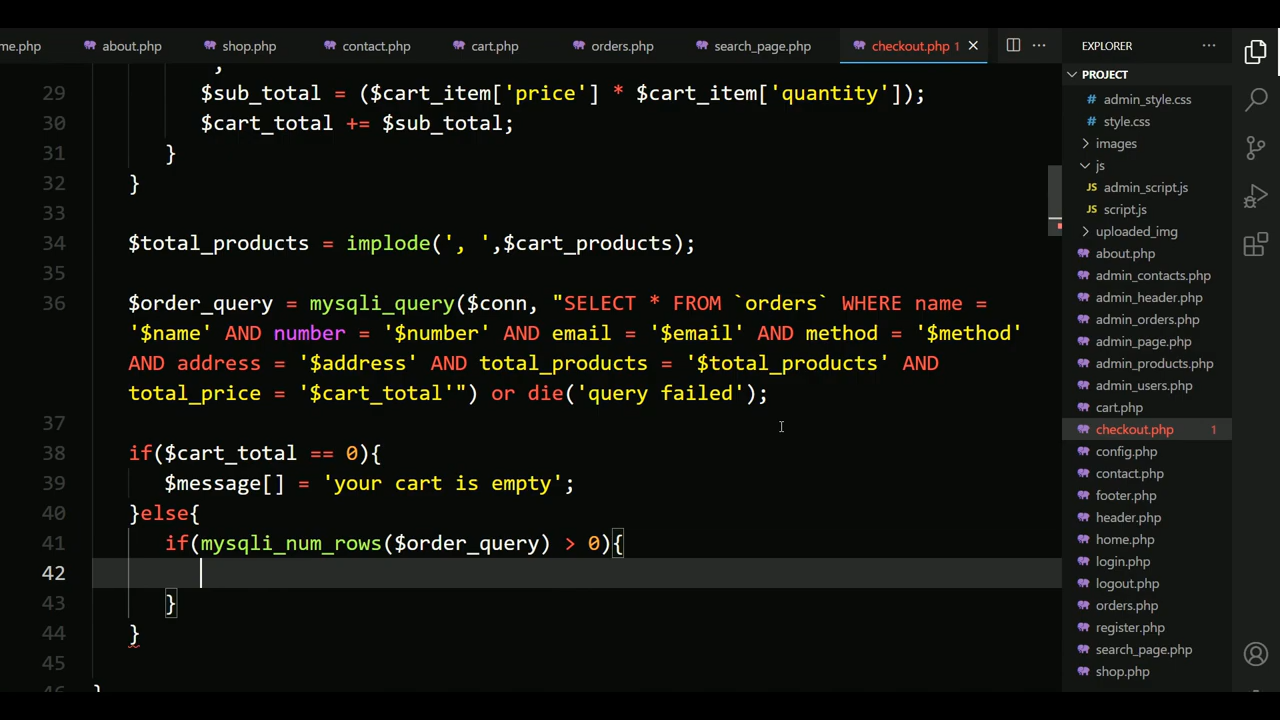 me.php
about.php
shop.php
contact.php
cart.php
orders.php
search_page.php
checkout.php 1
EXPLORER
PROJECT
admin_style.css
style.css
images
js
admin_script.js
script.js
uploaded_img
about.php
admin_contacts.php
admin_header.php
admin_orders.php
admin_page.php
admin_products.php
admin_users.php
cart.php
checkout.php 1
config.php
contact.php
footer.php
header.php
home.php
login.php
logout.php
orders.php
register.php
search_page.php
shop.php
;
29 $sub_total = ($cart_item['price'] * $cart_item['quantity']);
30 $cart_total += $sub_total;
31 }
32 }
33
34 $total_products = implode(', ',$cart_products);
35
36 $order_query = mysqli_query($conn, "SELECT * FROM `orders` WHERE name =
'$name' AND number = '$number' AND email = '$email' AND method = '$method'
AND address = '$address' AND total_products = '$total_products' AND
total_price = '$cart_total'") or die('query failed');
37
38 if($cart_total == 0){
39 $message[] = 'your cart is empty';
40 }else{
41 if(mysqli_num_rows($order_query) > 0){
42
43 }
44 }
45
46 }